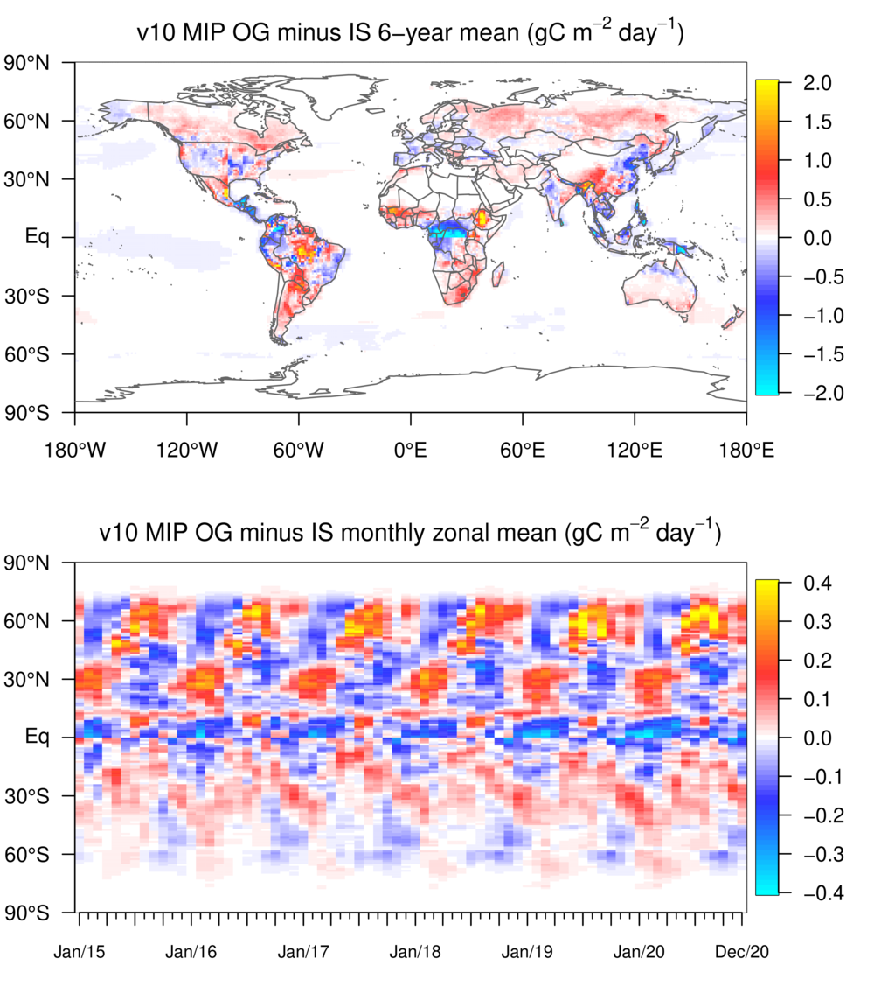 v10 MIP OG minus IS 6−year mean (gC m−2 day−1)
90°N
60°N
30°N
Eq
30°S
60°S
90°S
180°W 120°W 60°W 0°E 60°E 120°E 180°E
2.0
1.5
1.0
0.5
0.0
−0.5
−1.0
−1.5
−2.0
v10 MIP OG minus IS monthly zonal mean (gC m−2 day−1)
90°N
60°N
30°N
Eq
30°S
60°S
90°S
Jan/15 Jan/16 Jan/17 Jan/18 Jan/19 Jan/20 Dec/20
0.4
0.3
0.2
0.1
0.0
−0.1
−0.2
−0.3
−0.4